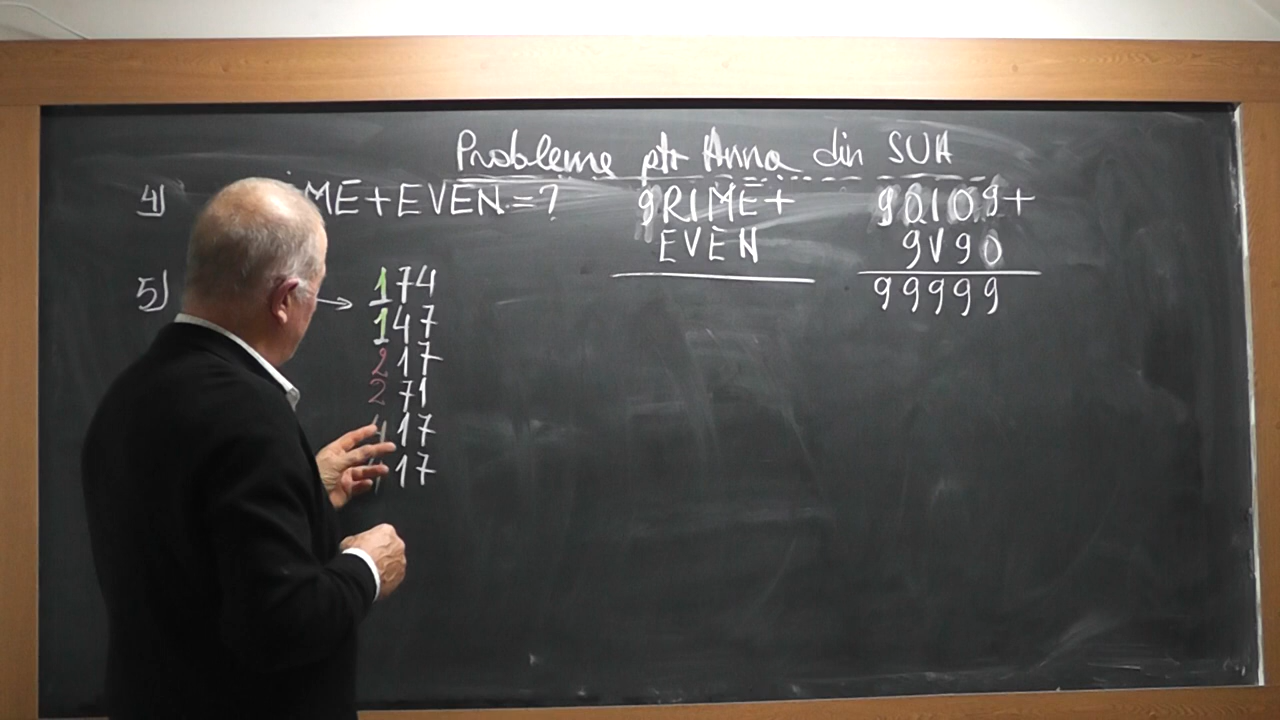 Probleme ptr Anna din SUA
4) ME+EVEN=? 9RIME+ 90109+
EVEN 9V90
99999
5) → 174
147
217
271
17
17